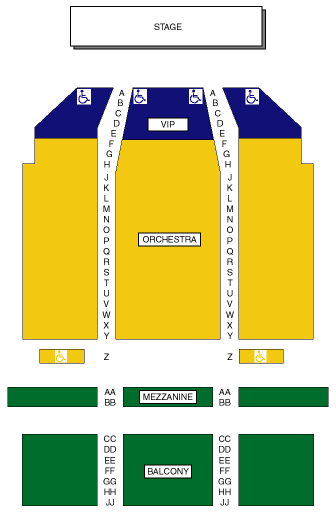 STAGE
A A
B B
C C
D D
VIP
E E
F F
G G
H H
J J
K K
L L
M M
N N
O O
ORCHESTRA
P P
Q Q
R R
S S
T T
U U
V V
W W
X X
Y Y
Z Z
AA MEZZANINE AA
BB BB
CC CC
DD DD
EE EE
FF BALCONY FF
GG GG
HH HH
JJ JJ